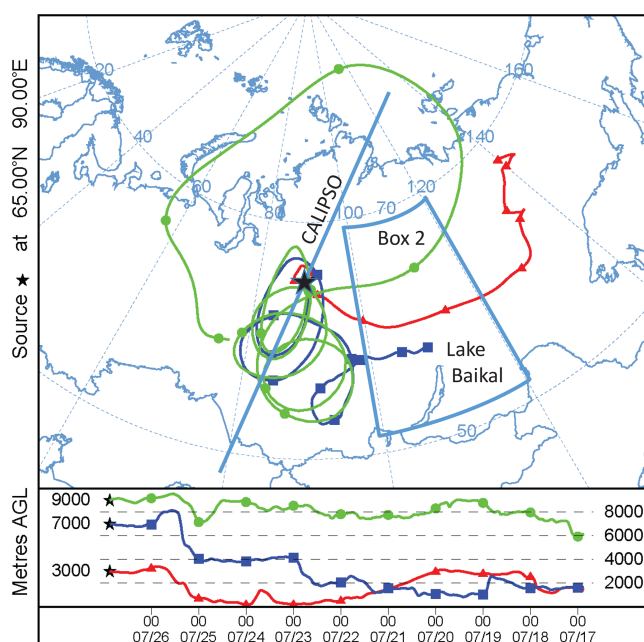 Source ★ at 65.00°N 90.00°E
20
160
40
140
60
120
80
CALIPSO
100
70
Box 2
Lake
Baikal
50
Metres AGL
9000
7000
3000
8000
6000
4000
2000
00 00 00 00 00 00 00 00 00 00
07/26 07/25 07/24 07/23 07/22 07/21 07/20 07/19 07/18 07/17